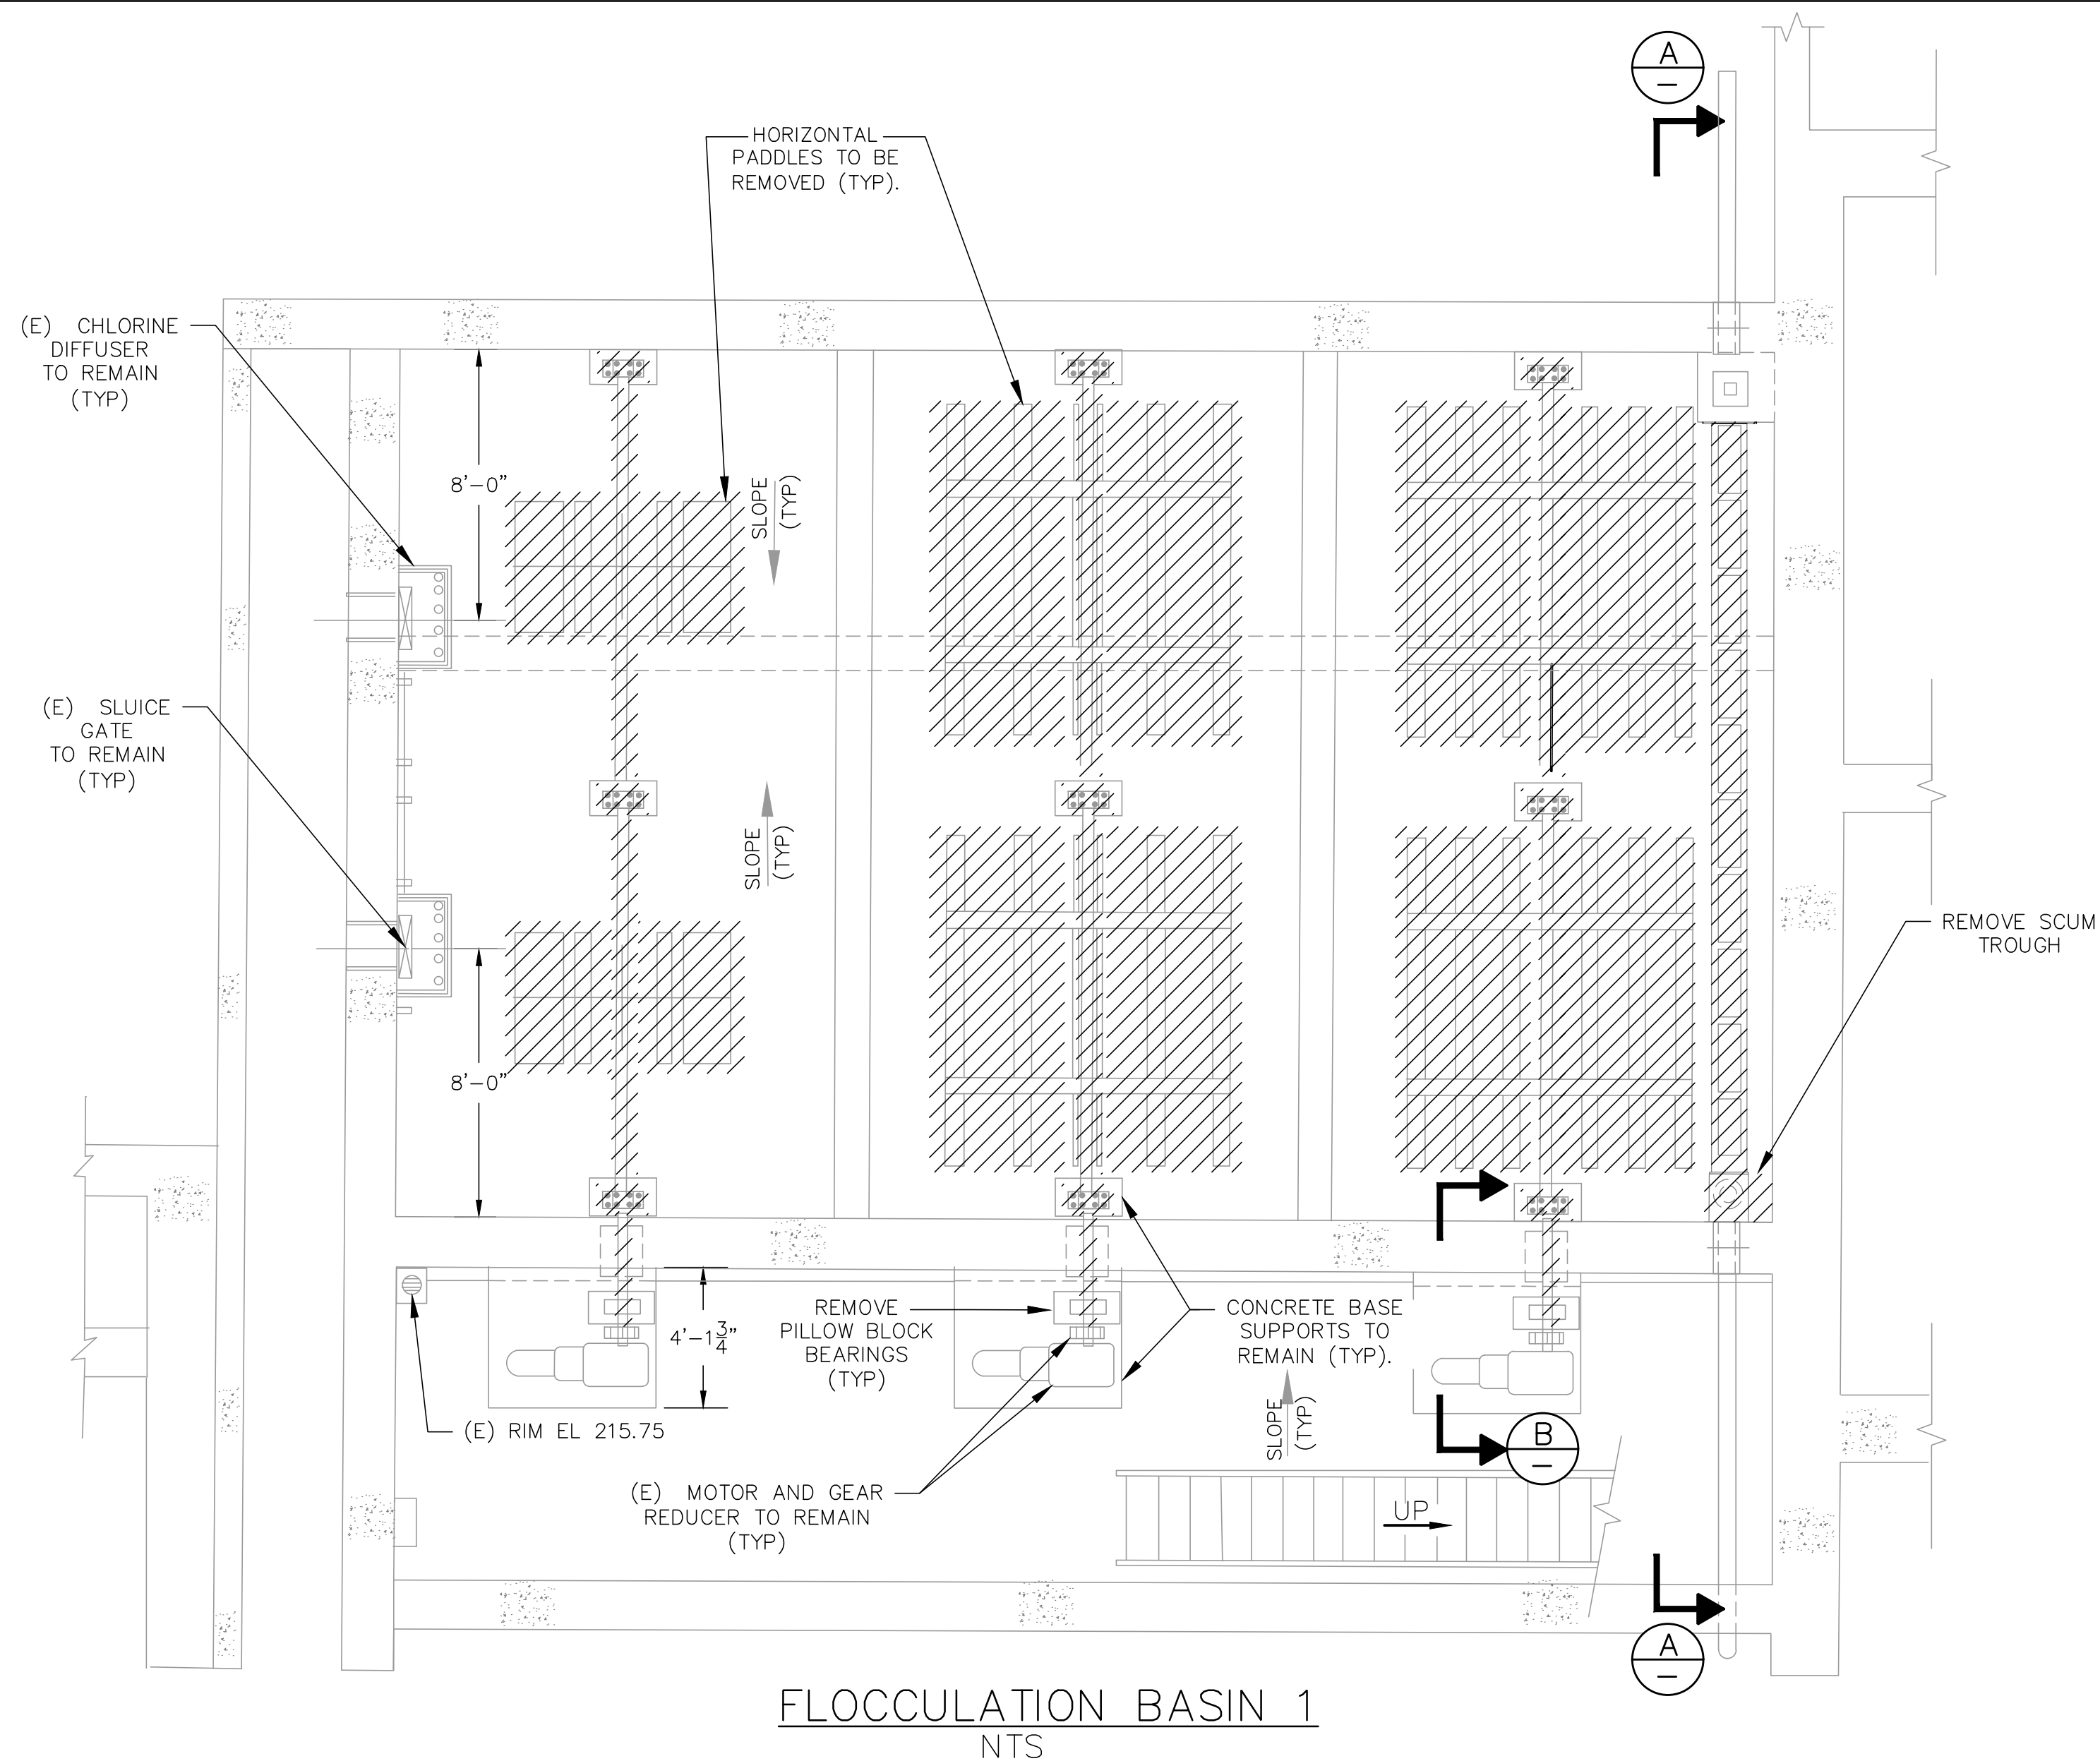 A
–
HORIZONTAL
PADDLES TO BE
REMOVED (TYP).
(E) CHLORINE
DIFFUSER
TO REMAIN
(TYP)
8'-0"
SLOPE
(TYP)
(E) SLUICE
GATE
TO REMAIN
(TYP)
SLOPE
(TYP)
REMOVE SCUM
TROUGH
8'-0"
REMOVE
PILLOW BLOCK
BEARINGS
(TYP)
4'-1 3/4"
CONCRETE BASE
SUPPORTS TO
REMAIN (TYP).
SLOPE
(TYP)
(E) RIM EL 215.75
B
–
(E) MOTOR AND GEAR
REDUCER TO REMAIN
(TYP)
UP
A
–
FLOCCULATION BASIN 1
NTS